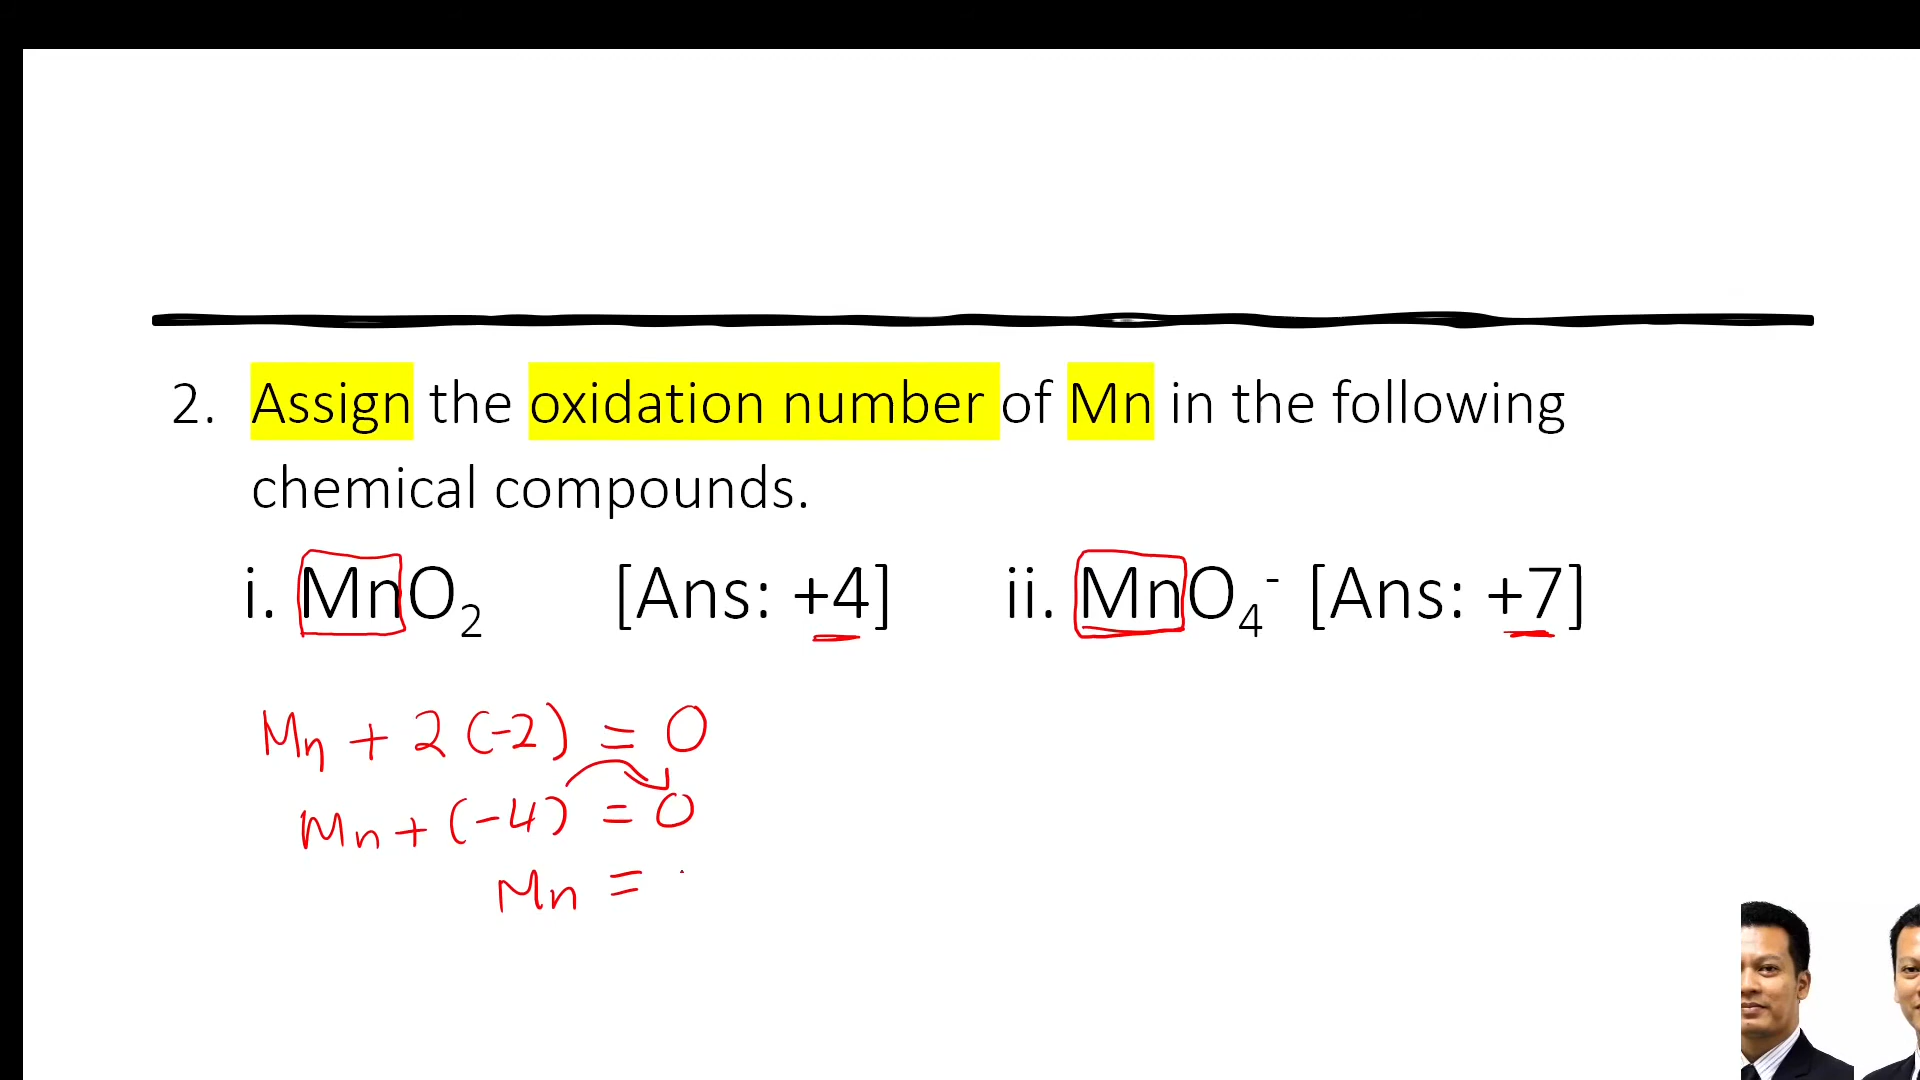 2. Assign the oxidation number of Mn in the following
chemical compounds.
i. MnO₂ [Ans: +4] ii. MnO₄⁻ [Ans: +7]
Mn + 2 (-2) = 0
Mn + (-4) = 0
Mn =